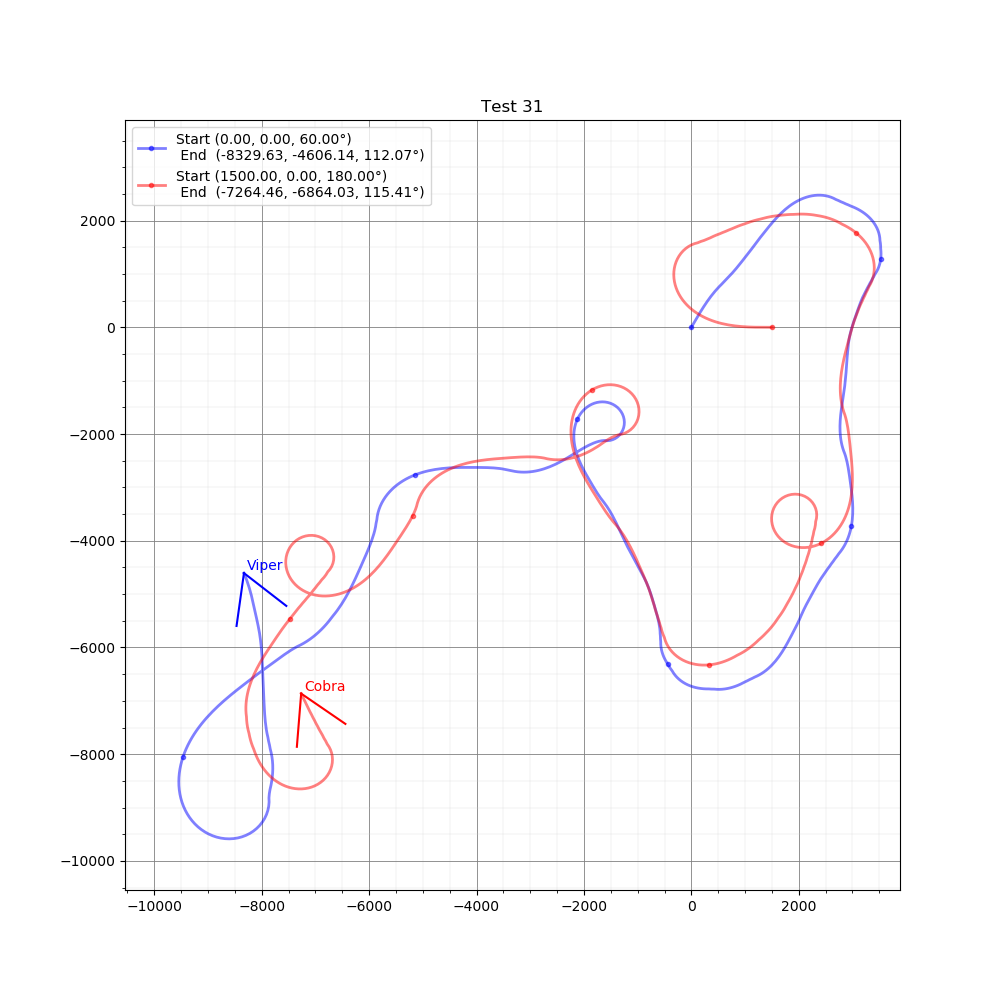 Test 31
Start (0.00, 0.00, 60.00°)
End (-8329.63, -4606.14, 112.07°)
Start (1500.00, 0.00, 180.00°)
End (-7264.46, -6864.03, 115.41°)
2000
0
−2000
−4000
−6000
−8000
−10000
Viper
Cobra
−10000 −8000 −6000 −4000 −2000 0 2000